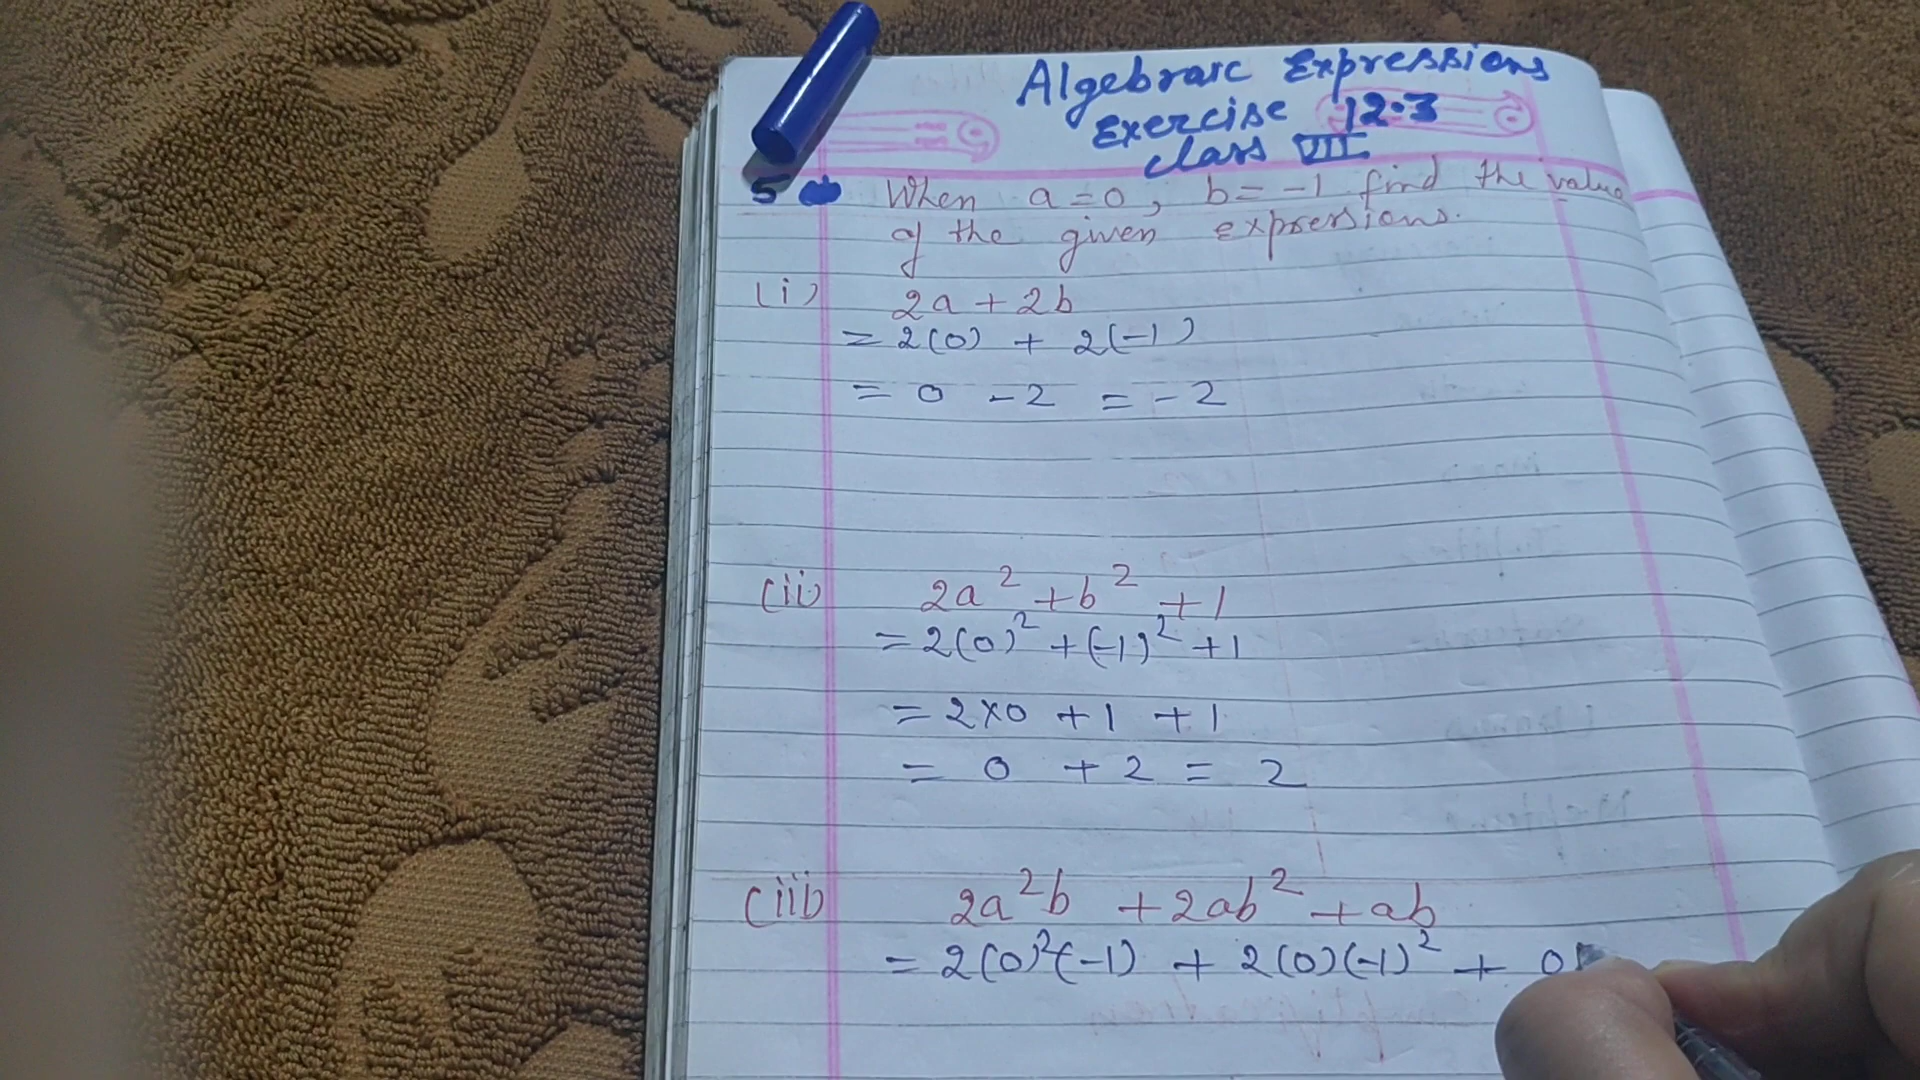 Algebraic Expressions
Exercise 12.3
class VII
5 When a=0, b=-1 find the value
of the given expressions.
(i) 2a+2b
= 2(0) + 2(-1)
= 0 -2 = -2
(ii) 2a² +b² +1
= 2(0)² +(-1)² +1
= 2×0 +1 +1
= 0 +2 = 2
(iii) 2a²b +2ab² +ab
= 2(0)²(-1) + 2(0)(-1)² + 0(